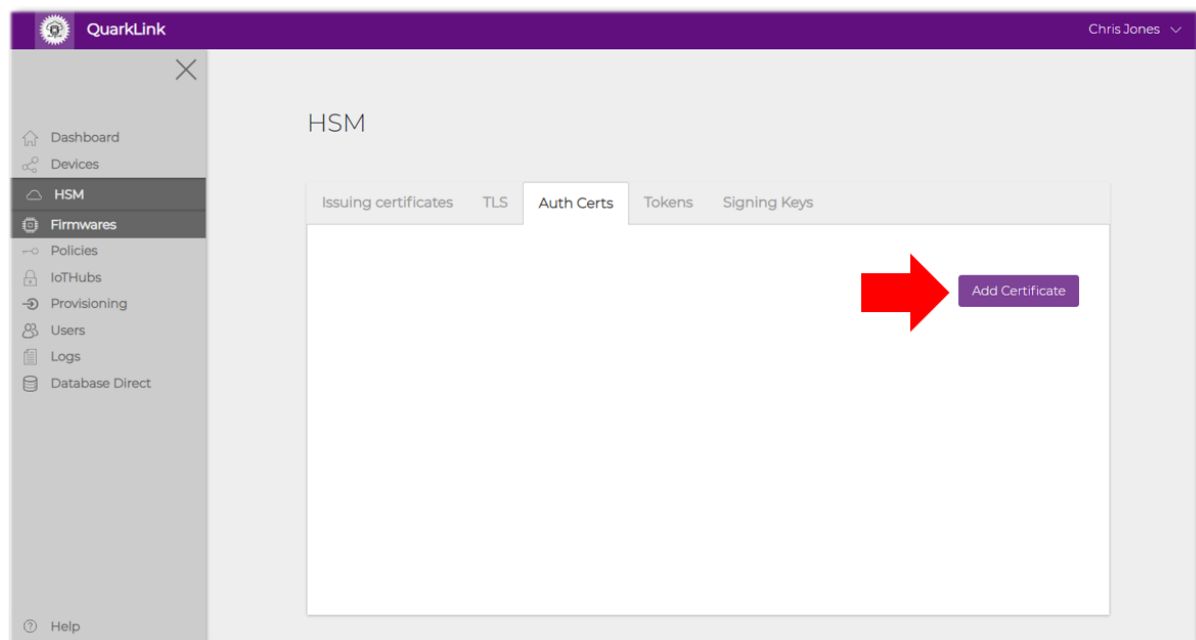 QuarkLink
Chris Jones
Dashboard
Devices
HSM
Firmwares
Policies
IoTHubs
Provisioning
Users
Logs
Database Direct
Help
HSM
Issuing certificates TLS Auth Certs Tokens Signing Keys
Add Certificate